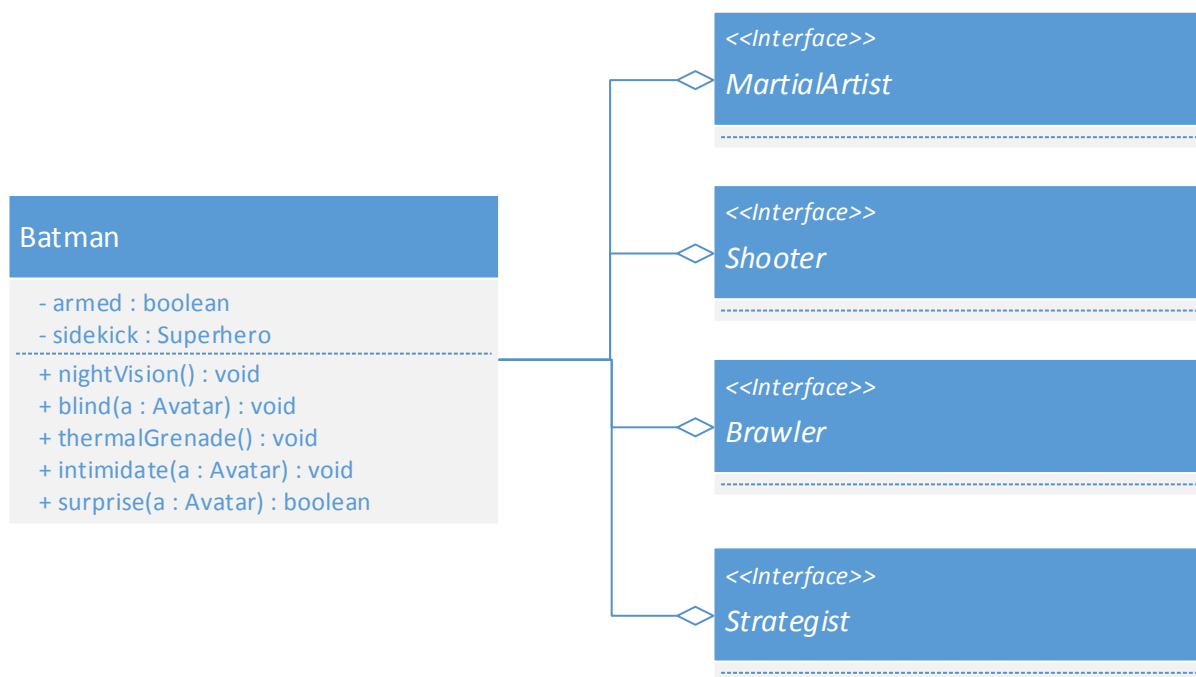 <<Interface>>
MartialArtist
<<Interface>>
Shooter
Batman
- armed : boolean
- sidekick : Superhero
+ nightVision() : void
+ blind(a : Avatar) : void
+ thermalGrenade() : void
+ intimidate(a : Avatar) : void
+ surprise(a : Avatar) : boolean
<<Interface>>
Brawler
<<Interface>>
Strategist